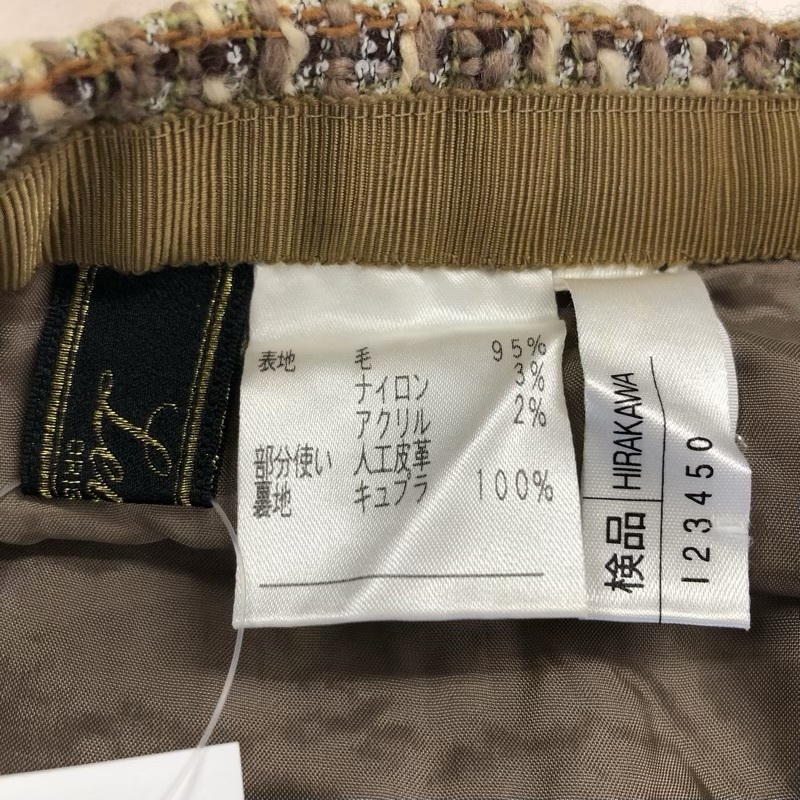 表地 毛 95%
ナイロン 3%
アクリル 2%
部分使い 人工皮革
裏地 キュプラ 100%
検品 HIRAKAWA
123450